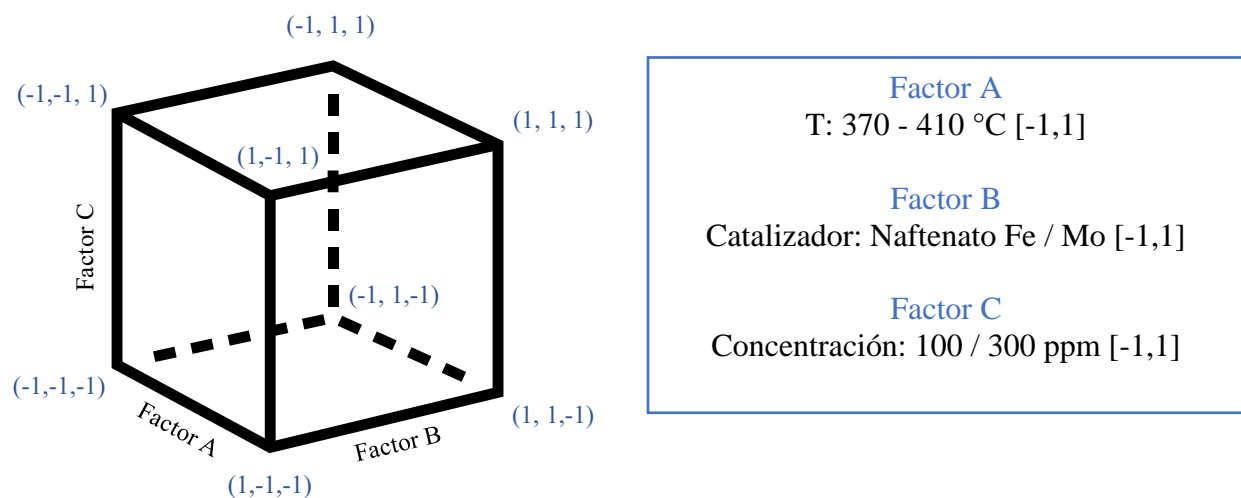 (-1, 1, 1)
(-1,-1, 1)
(1, 1, 1)
(1,-1, 1)
Factor C
(-1, 1,-1)
(-1,-1,-1)
Factor A
Factor B
(1, 1,-1)
(1,-1,-1)
Factor A
T: 370 - 410 °C [-1,1]
Factor B
Catalizador: Naftenato Fe / Mo [-1,1]
Factor C
Concentración: 100 / 300 ppm [-1,1]